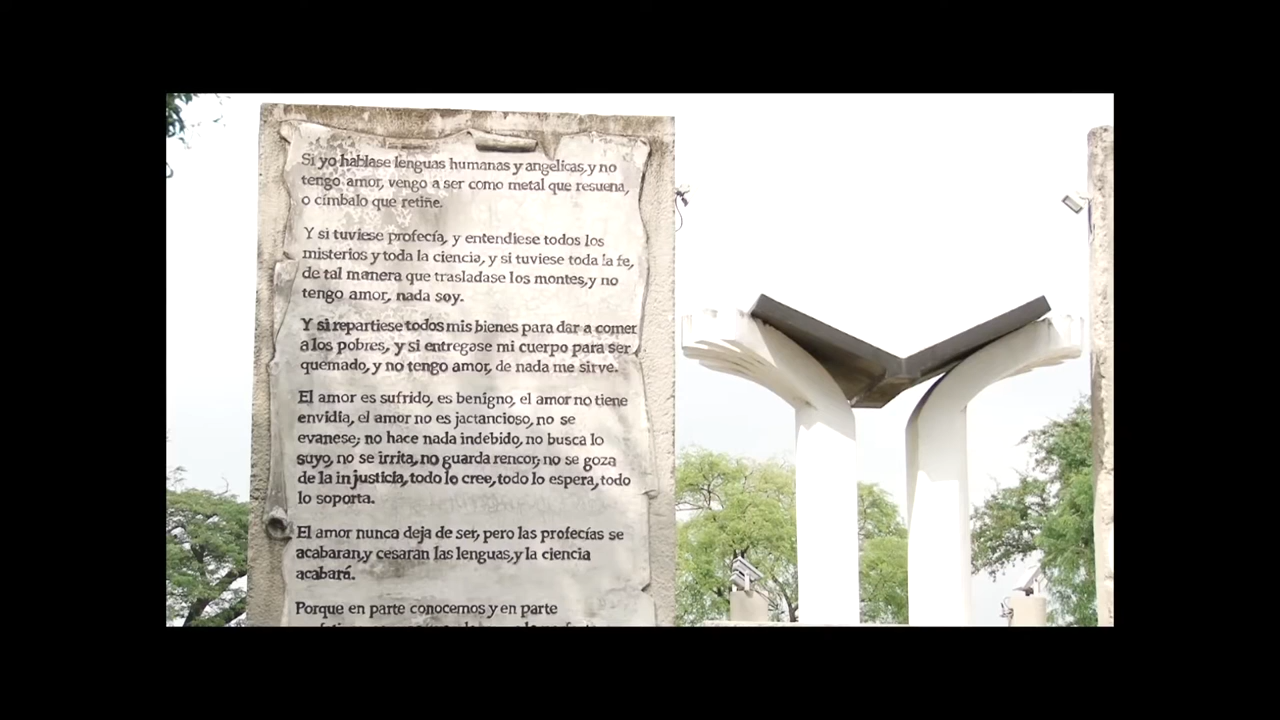 Si yo hablase lenguas humanas y angelicas, y no
tengo amor, vengo a ser como metal que resuena,
o címbalo que retiñe.
Y si tuviese profecía, y entendiese todos los
misterios y toda la ciencia, y si tuviese toda la fe,
de tal manera que trasladase los montes, y no
tengo amor, nada soy.
Y si repartiese todos mis bienes para dar a comer
a los pobres, y si entregase mi cuerpo para ser
quemado, y no tengo amor, de nada me sirve.
El amor es sufrido, es benigno, el amor no tiene
envidia, el amor no es jactancioso, no se
evanese; no hace nada indebido, no busca lo
suyo, no se irrita, no guarda rencor; no se goza
de la injusticia, todo lo cree, todo lo espera, todo
lo soporta.
El amor nunca deja de ser, pero las profecías se
acabaran, y cesarán las lenguas, y la ciencia
acabará.
Porque en parte conocemos y en parte